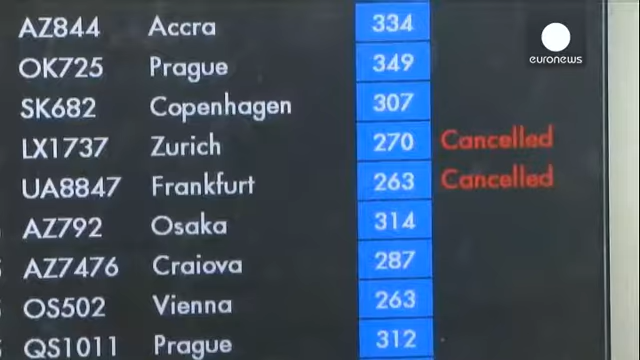 AZ844 Accra 334
euronews
OK725 Prague 349
SK682 Copenhagen 307
LX1737 Zurich 270 Cancelled
UA8847 Frankfurt 263 Cancelled
AZ792 Osaka 314
AZ7476 Craiova 287
OS502 Vienna 263
QS1011 Prague 312